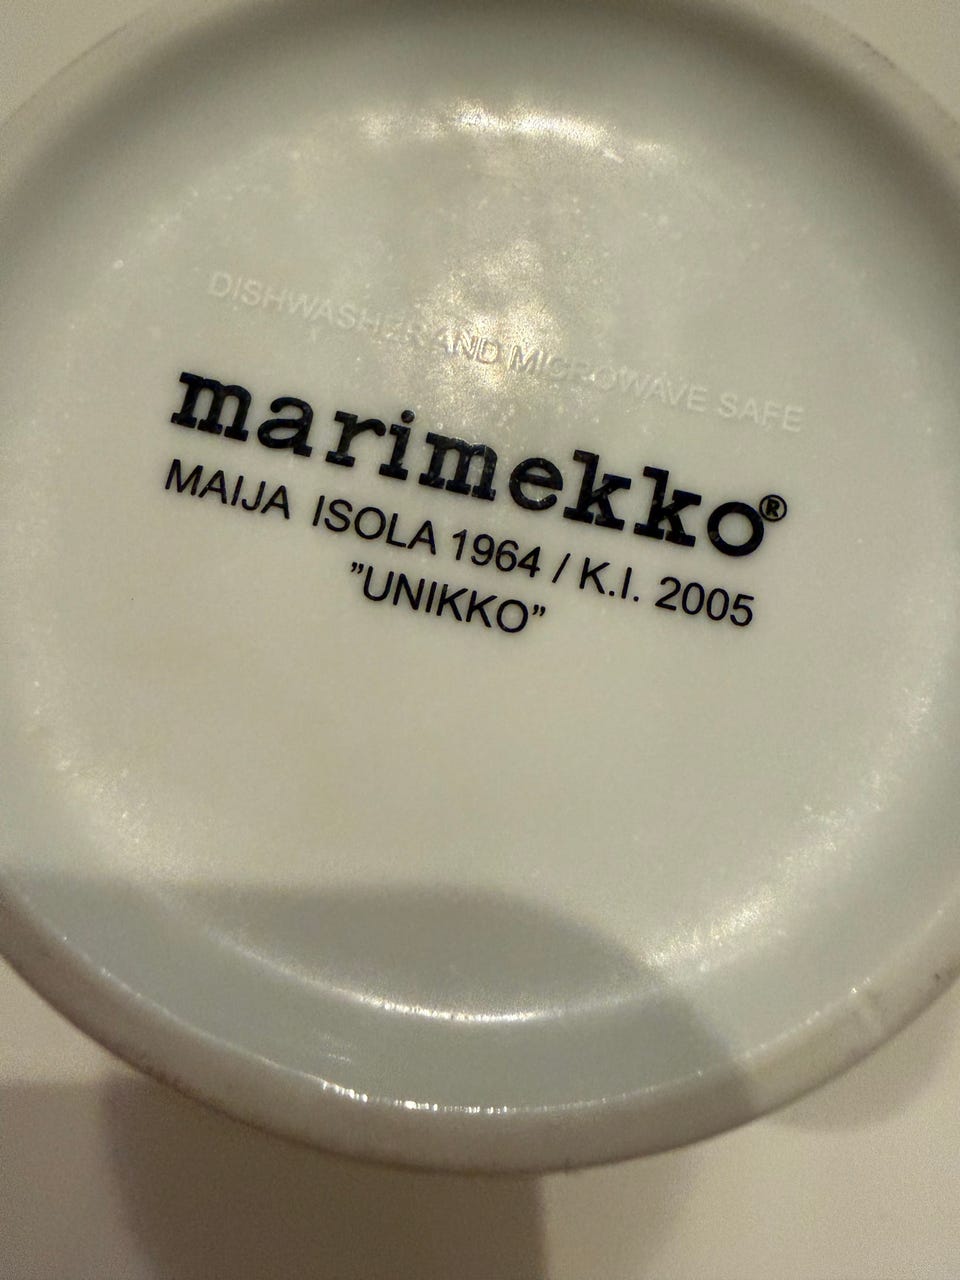 DISHWASHER AND MICROWAVE SAFE
marimekko®
MAIJA ISOLA 1964 / K.I. 2005
”UNIKKO”